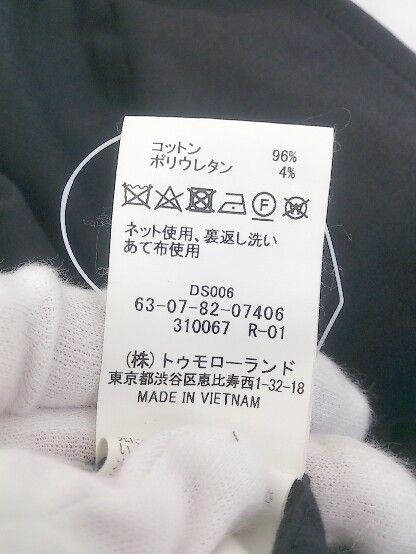 コットン 96%
ポリウレタン 4%
F
W
ネット使用、裏返し洗い
あて布使用
DS006
63-07-82-07406
310067 R-01
(株)トゥモローランド
東京都渋谷区恵比寿西1-32-18
MADE IN VIETNAM